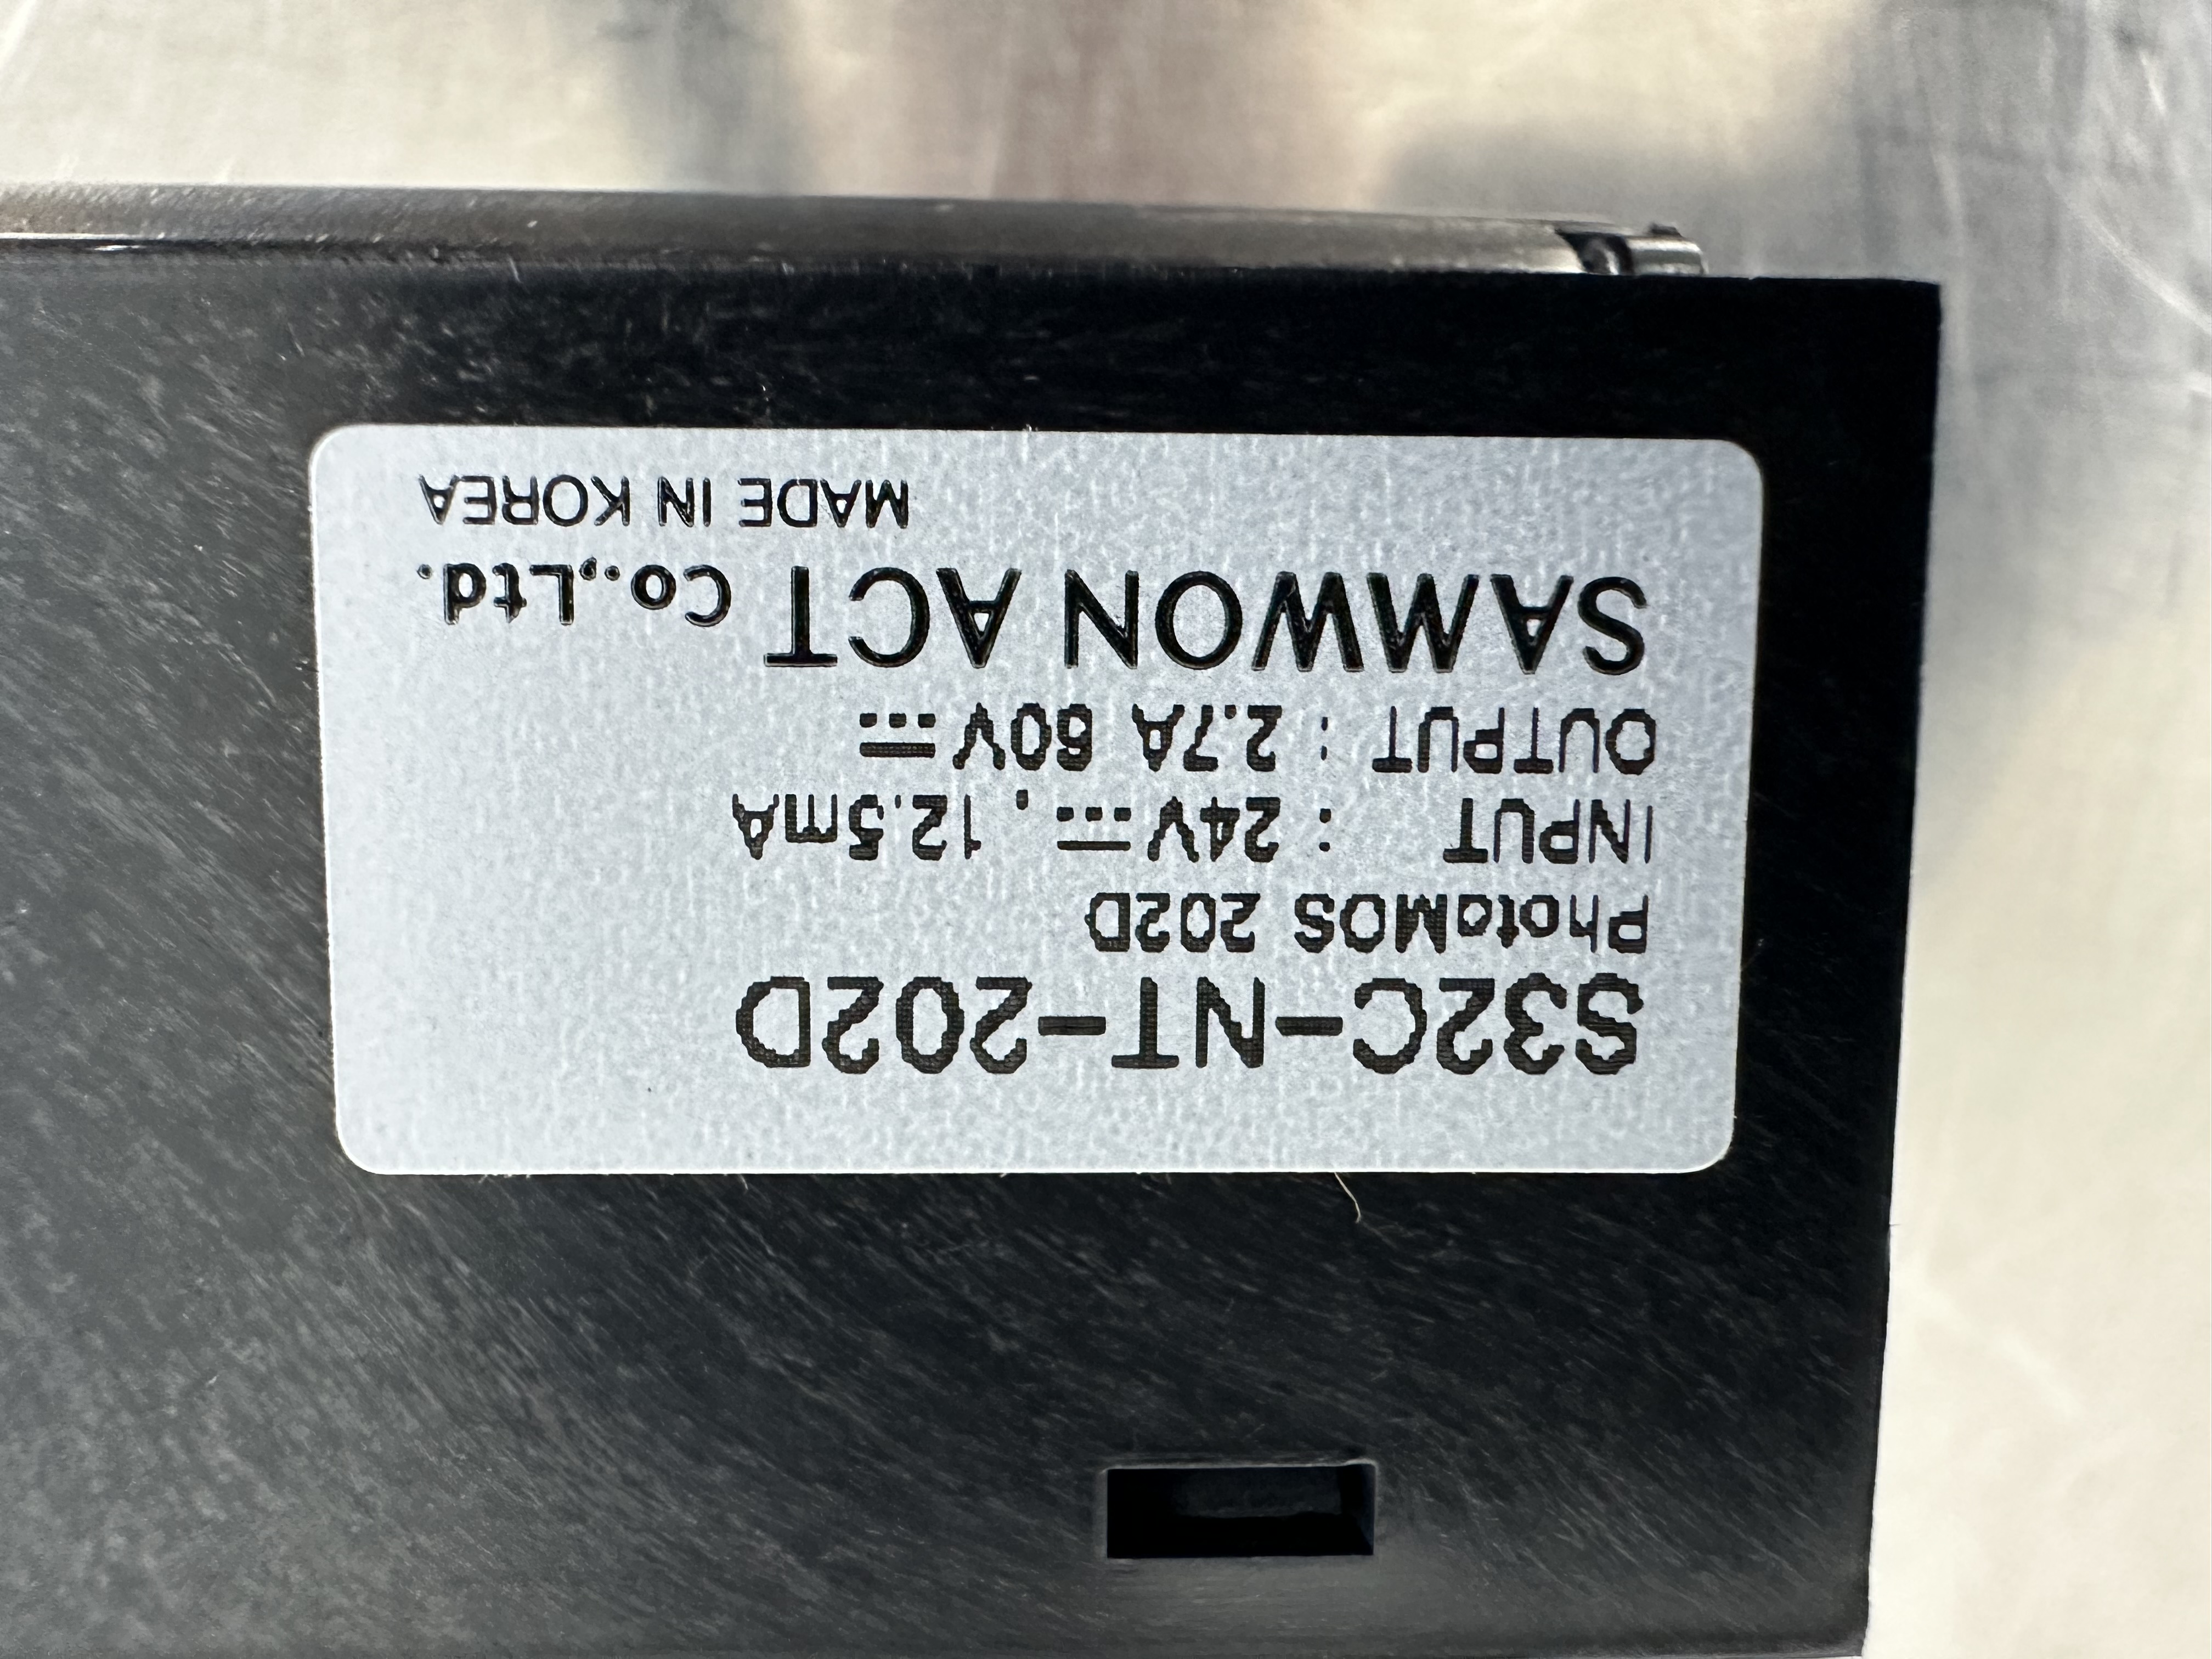 S32C-NT-202D
PhotoMOS 202D
INPUT : 24V⎓, 12.5mA
OUTPUT : 2.7A 60V⎓
SAMWON ACT Co.,Ltd.
MADE IN KOREA